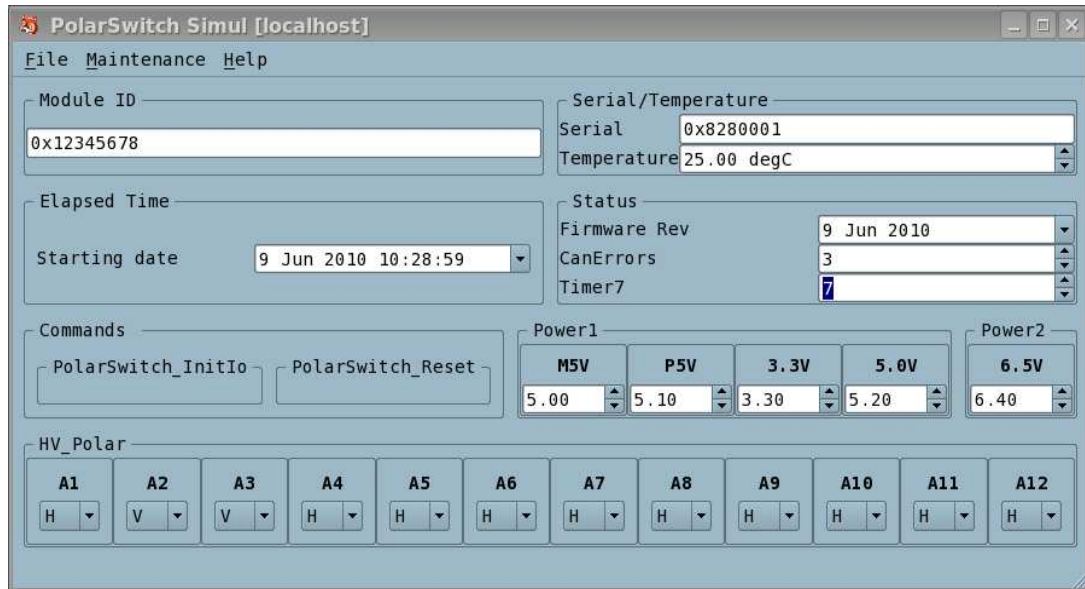 PolarSwitch Simul [localhost]
File Maintenance Help
Module ID
0x12345678
Serial/Temperature
Serial 0x8280001
Temperature 25.00 degC
Elapsed Time
Starting date 9 Jun 2010 10:28:59
Status
Firmware Rev 9 Jun 2010
CanErrors 3
Timer7 7
Commands
PolarSwitch_InitIo PolarSwitch_Reset
Power1
M5V P5V 3.3V 5.0V
5.00 5.10 3.30 5.20
Power2
6.5V
6.40
HV_Polar
A1 A2 A3 A4 A5 A6 A7 A8 A9 A10 A11 A12
H V V H H H H H H H H H